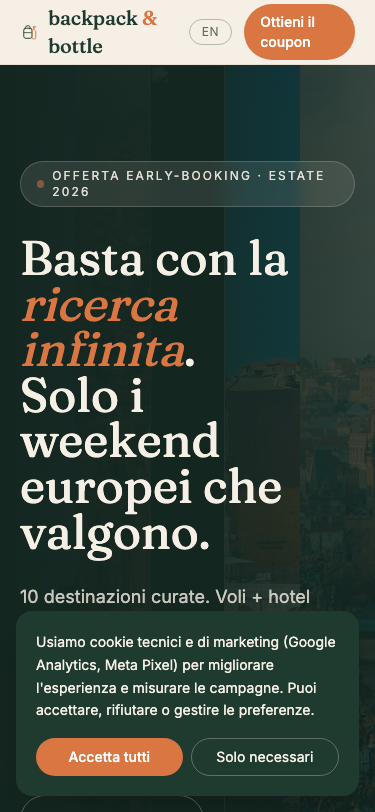 backpack &
bottle
EN
Ottieni il
coupon
OFFERTA EARLY-BOOKING · ESTATE
2026
Basta con la
ricerca
infinita.
Solo i
weekend
europei che
valgono.
10 destinazioni curate. Voli + hotel
Usiamo cookie tecnici e di marketing (Google
Analytics, Meta Pixel) per migliorare
l'esperienza e misurare le campagne. Puoi
accettare, rifiutare o gestire le preferenze.
Accetta tutti
Solo necessari